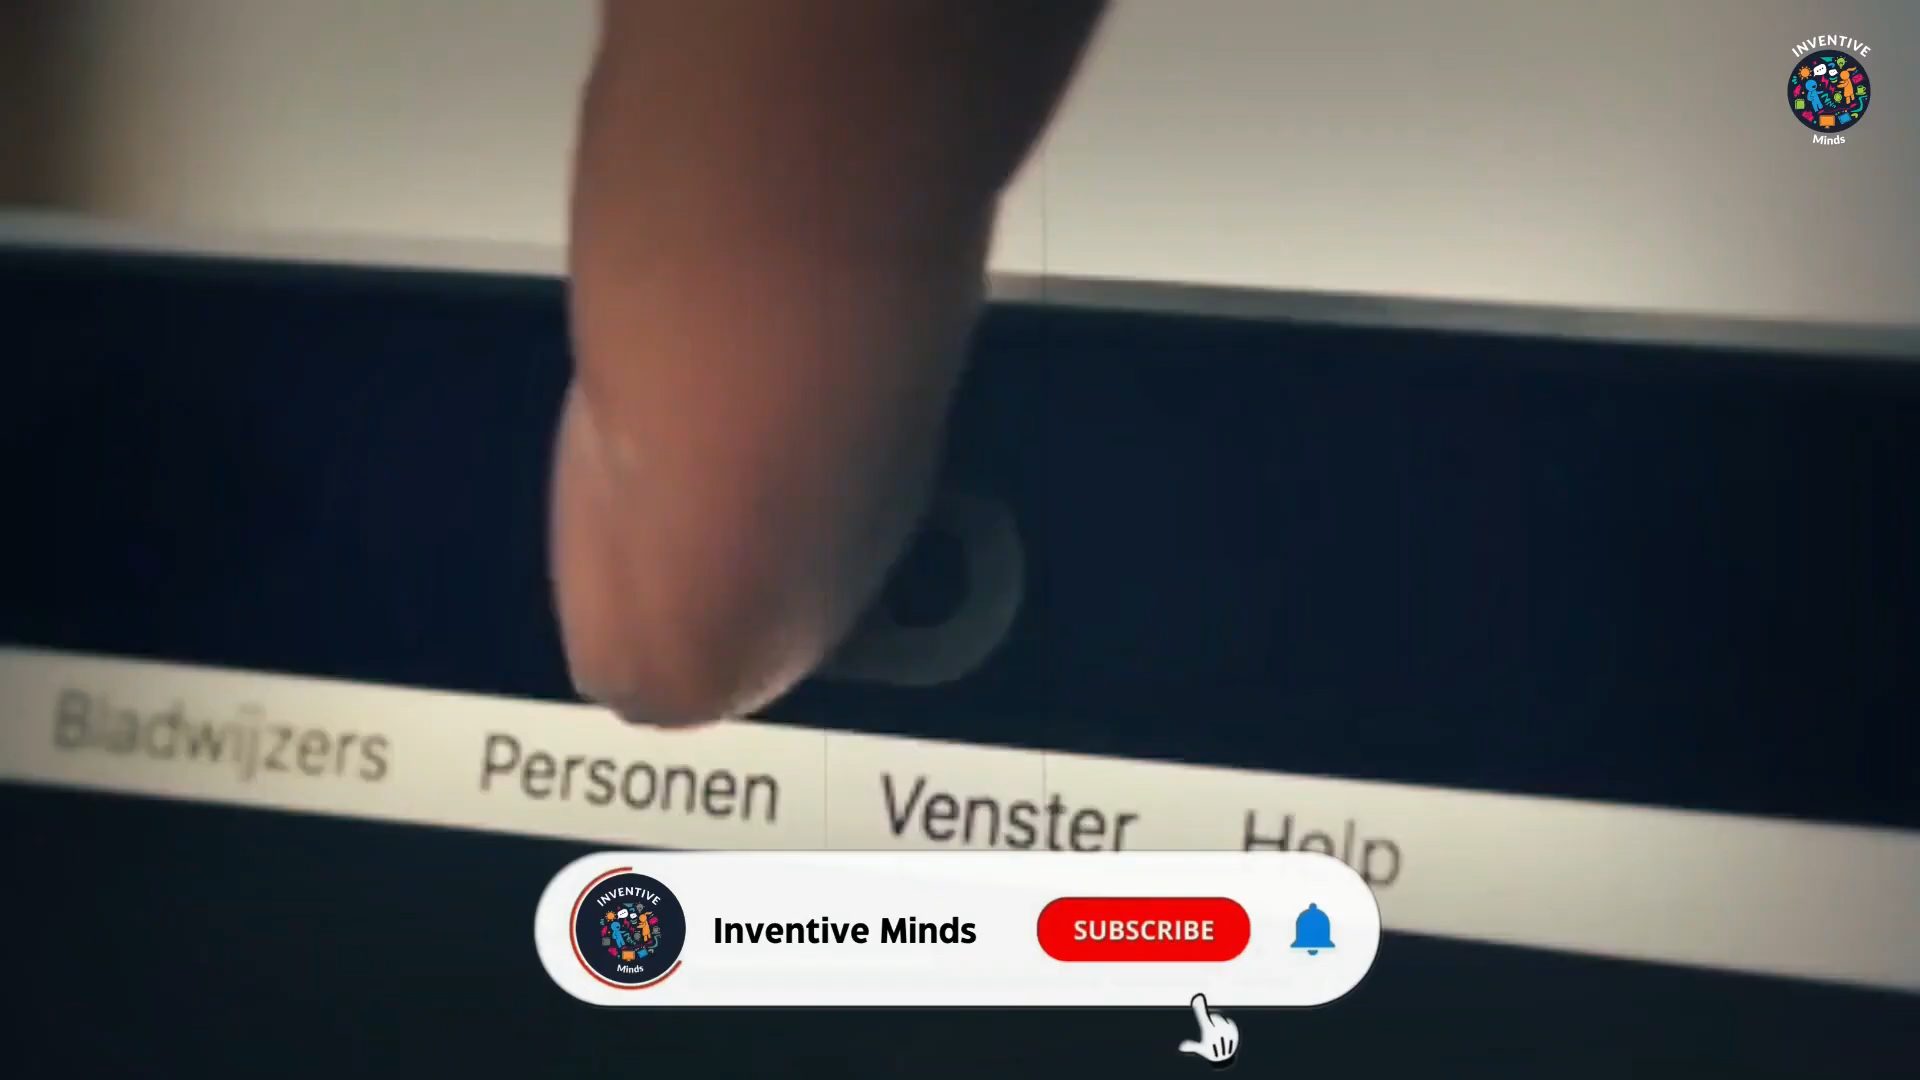 INVENTIVE
Minds
Bladwijzers Personen Venster Help
INVENTIVE
Minds
Inventive Minds SUBSCRIBE